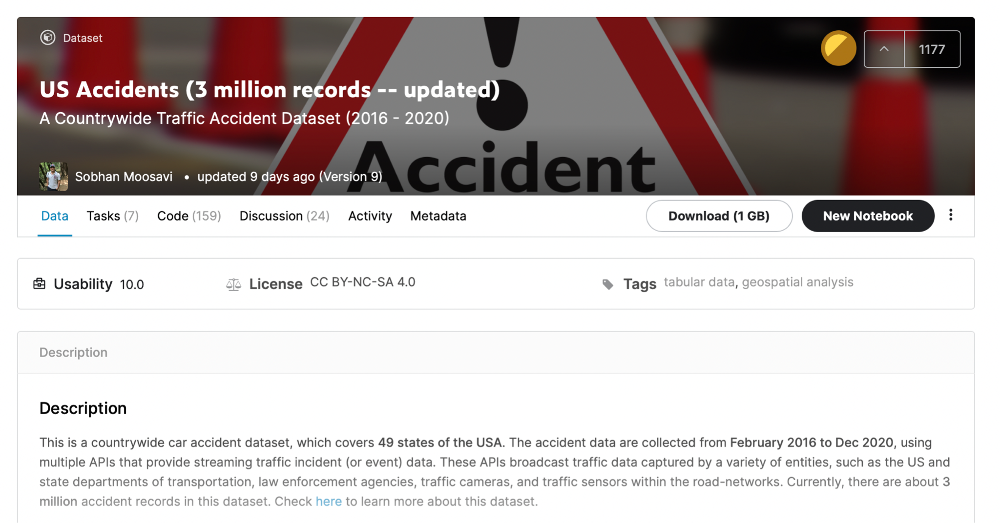 Dataset
1177
US Accidents (3 million records -- updated)
A Countrywide Traffic Accident Dataset (2016 - 2020)
Accident
Sobhan Moosavi • updated 9 days ago (Version 9)
Data Tasks (7) Code (159) Discussion (24) Activity Metadata Download (1 GB) New Notebook
Usability 10.0 License CC BY-NC-SA 4.0 Tags tabular data, geospatial analysis
Description
Description
This is a countrywide car accident dataset, which covers 49 states of the USA. The accident data are collected from February 2016 to Dec 2020, using
multiple APIs that provide streaming traffic incident (or event) data. These APIs broadcast traffic data captured by a variety of entities, such as the US and
state departments of transportation, law enforcement agencies, traffic cameras, and traffic sensors within the road-networks. Currently, there are about 3
million accident records in this dataset. Check here to learn more about this dataset.